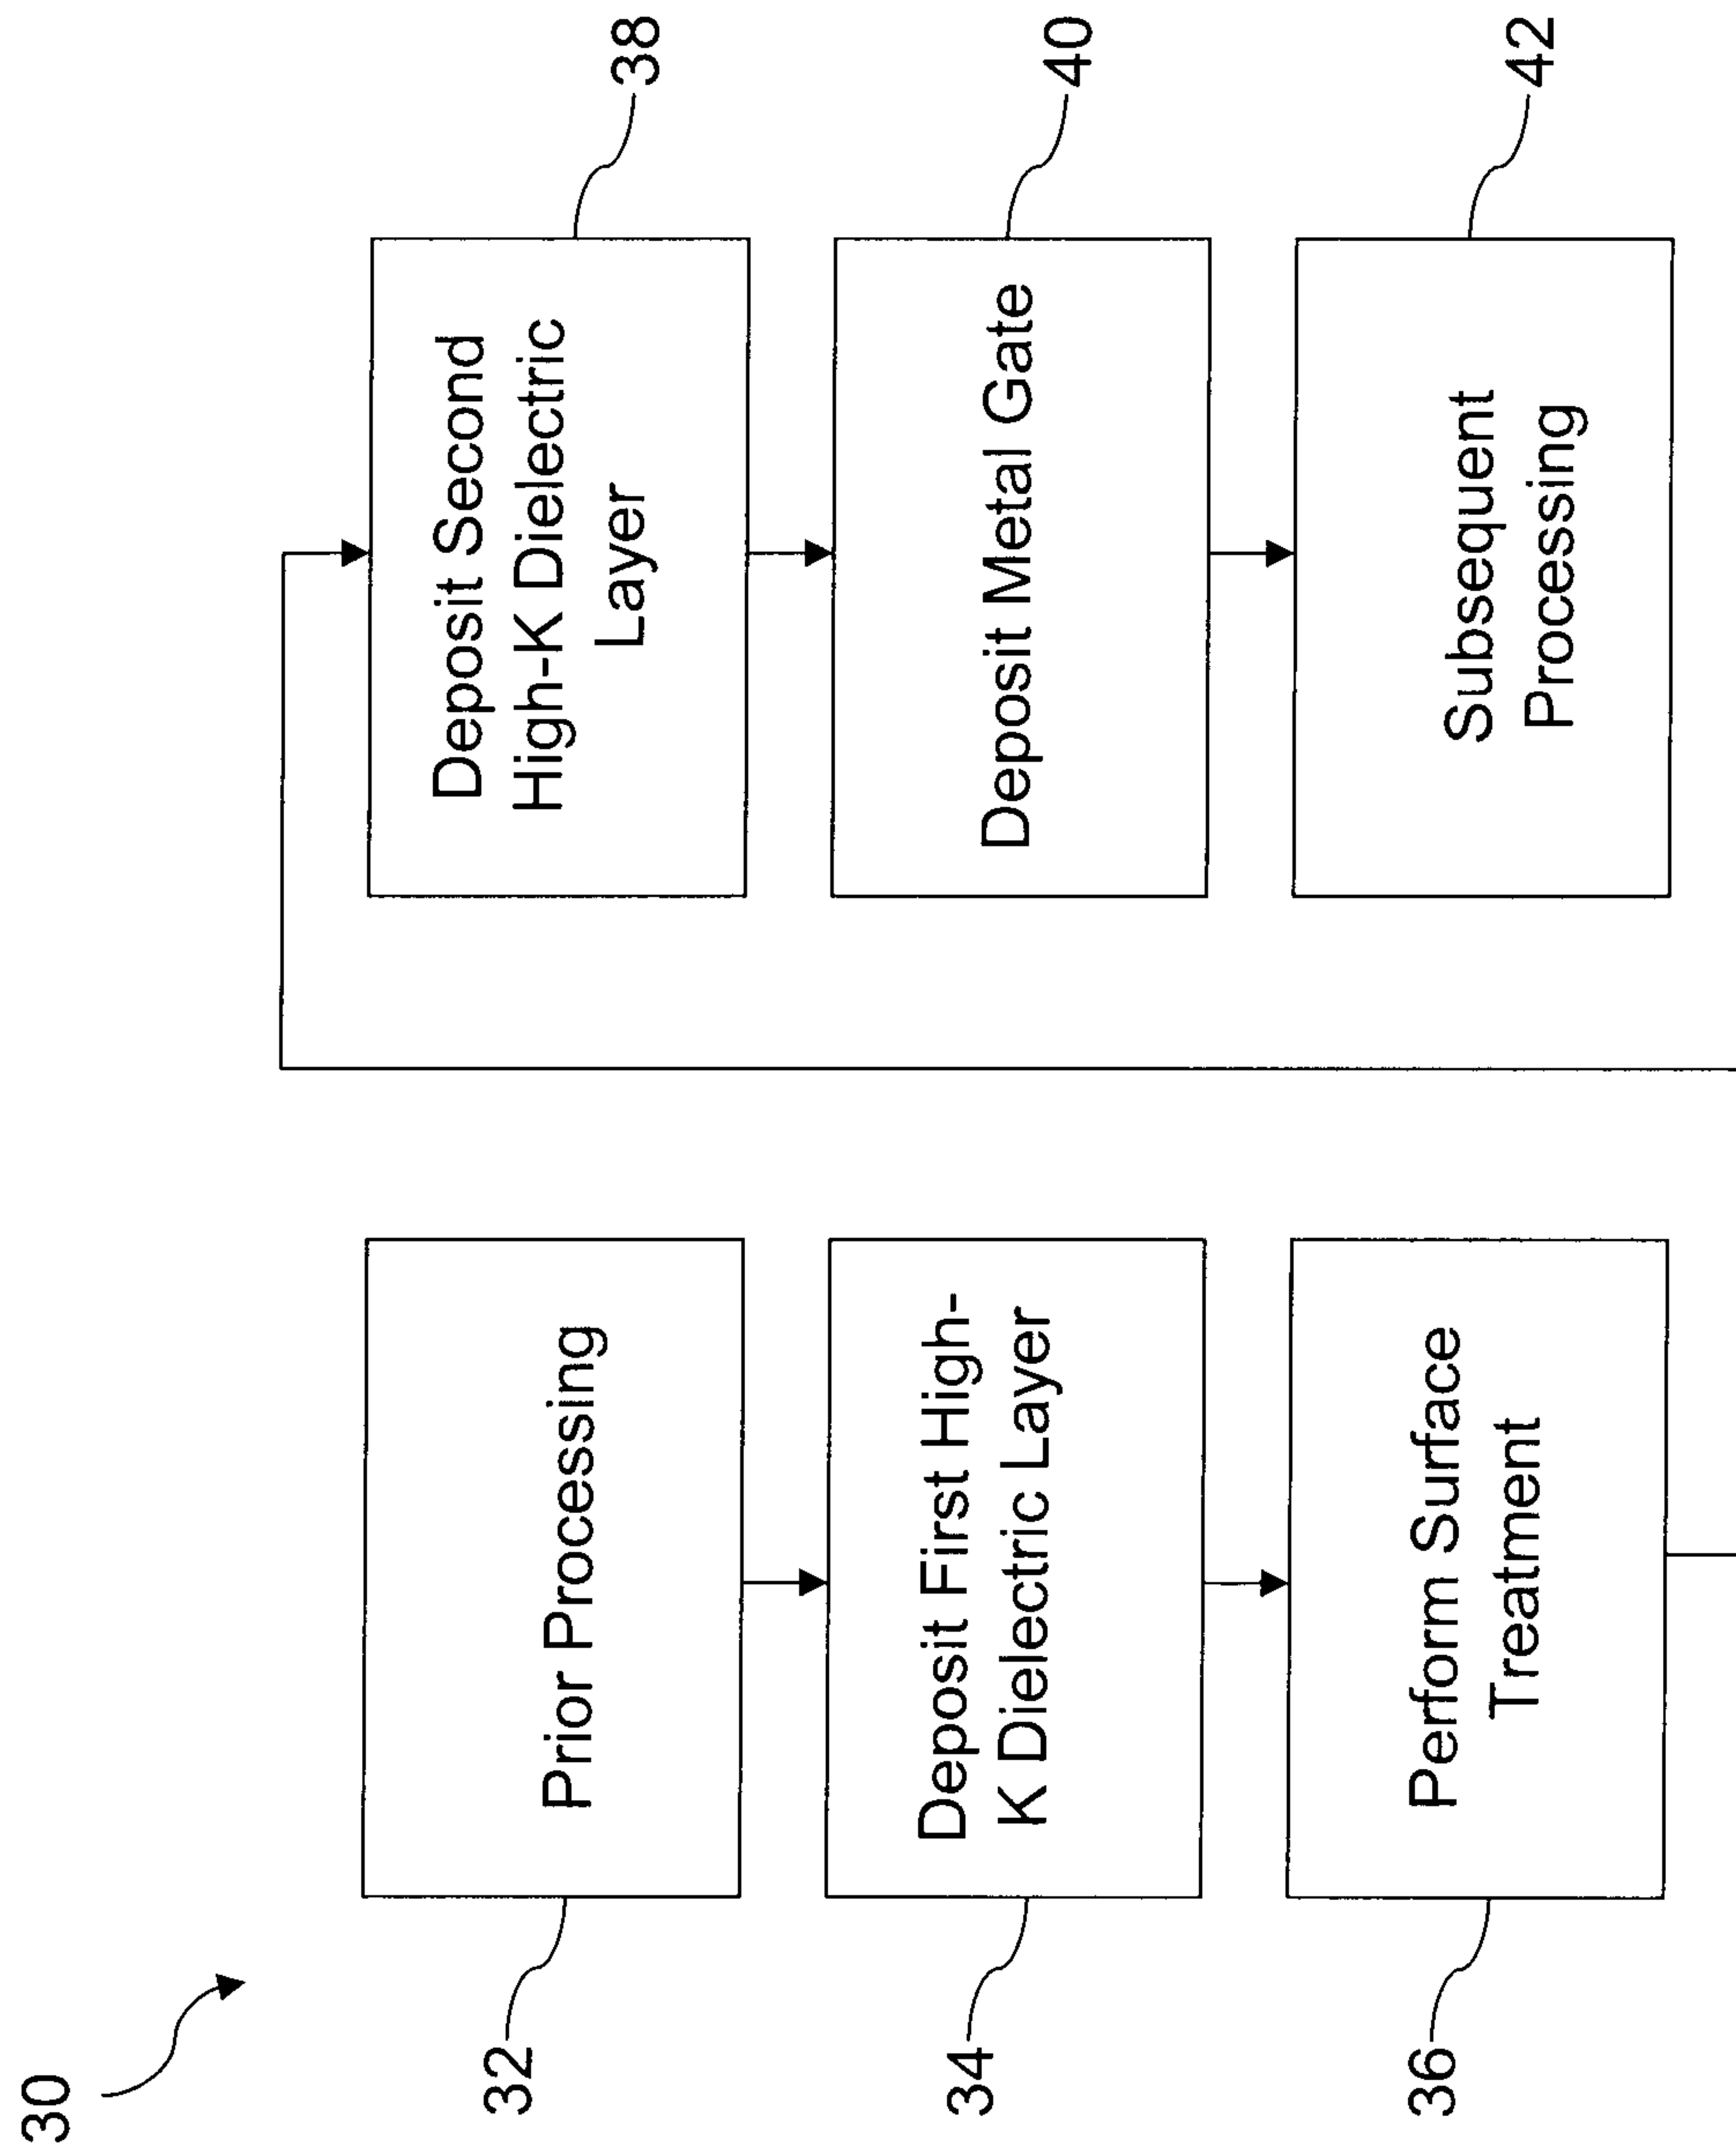 30
32
Prior Processing
34
Deposit First High-
K Dielectric Layer
36
Perform Surface
Treatment
Deposit Second
High-K Dielectric
Layer
38
Deposit Metal Gate
40
Subsequent
Processing
42